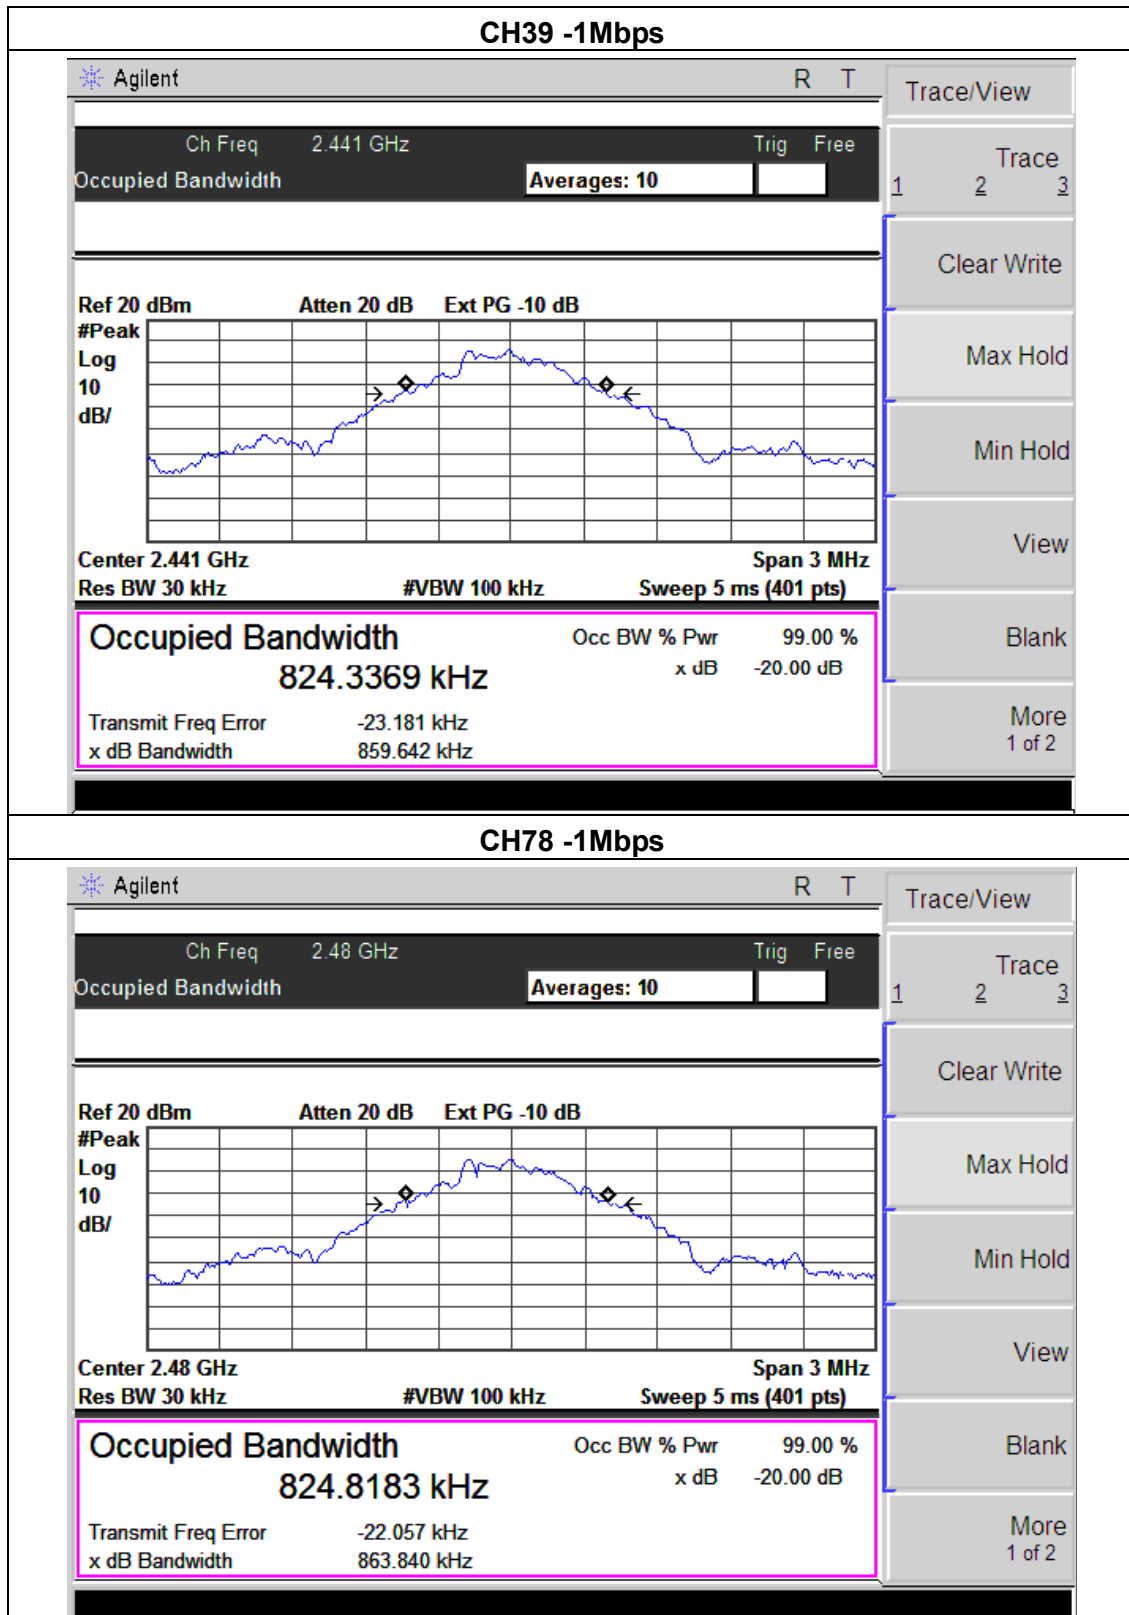 CH39 -1Mbps
Agilent R T
Trace/View
Ch Freq 2.441 GHz Trig Free
Occupied Bandwidth Averages: 10
Trace
1 2 3
Clear Write
Ref 20 dBm Atten 20 dB Ext PG -10 dB
#Peak
Log
10
dB/
Max Hold
Min Hold
View
Center 2.441 GHz Span 3 MHz
Res BW 30 kHz #VBW 100 kHz Sweep 5 ms (401 pts)
Occupied Bandwidth Occ BW % Pwr 99.00 %
824.3369 kHz x dB -20.00 dB
Blank
Transmit Freq Error -23.181 kHz
x dB Bandwidth 859.642 kHz
More
1 of 2
CH78 -1Mbps
Agilent R T
Trace/View
Ch Freq 2.48 GHz Trig Free
Occupied Bandwidth Averages: 10
Trace
1 2 3
Clear Write
Ref 20 dBm Atten 20 dB Ext PG -10 dB
#Peak
Log
10
dB/
Max Hold
Min Hold
View
Center 2.48 GHz Span 3 MHz
Res BW 30 kHz #VBW 100 kHz Sweep 5 ms (401 pts)
Occupied Bandwidth Occ BW % Pwr 99.00 %
824.8183 kHz x dB -20.00 dB
Blank
Transmit Freq Error -22.057 kHz
x dB Bandwidth 863.840 kHz
More
1 of 2